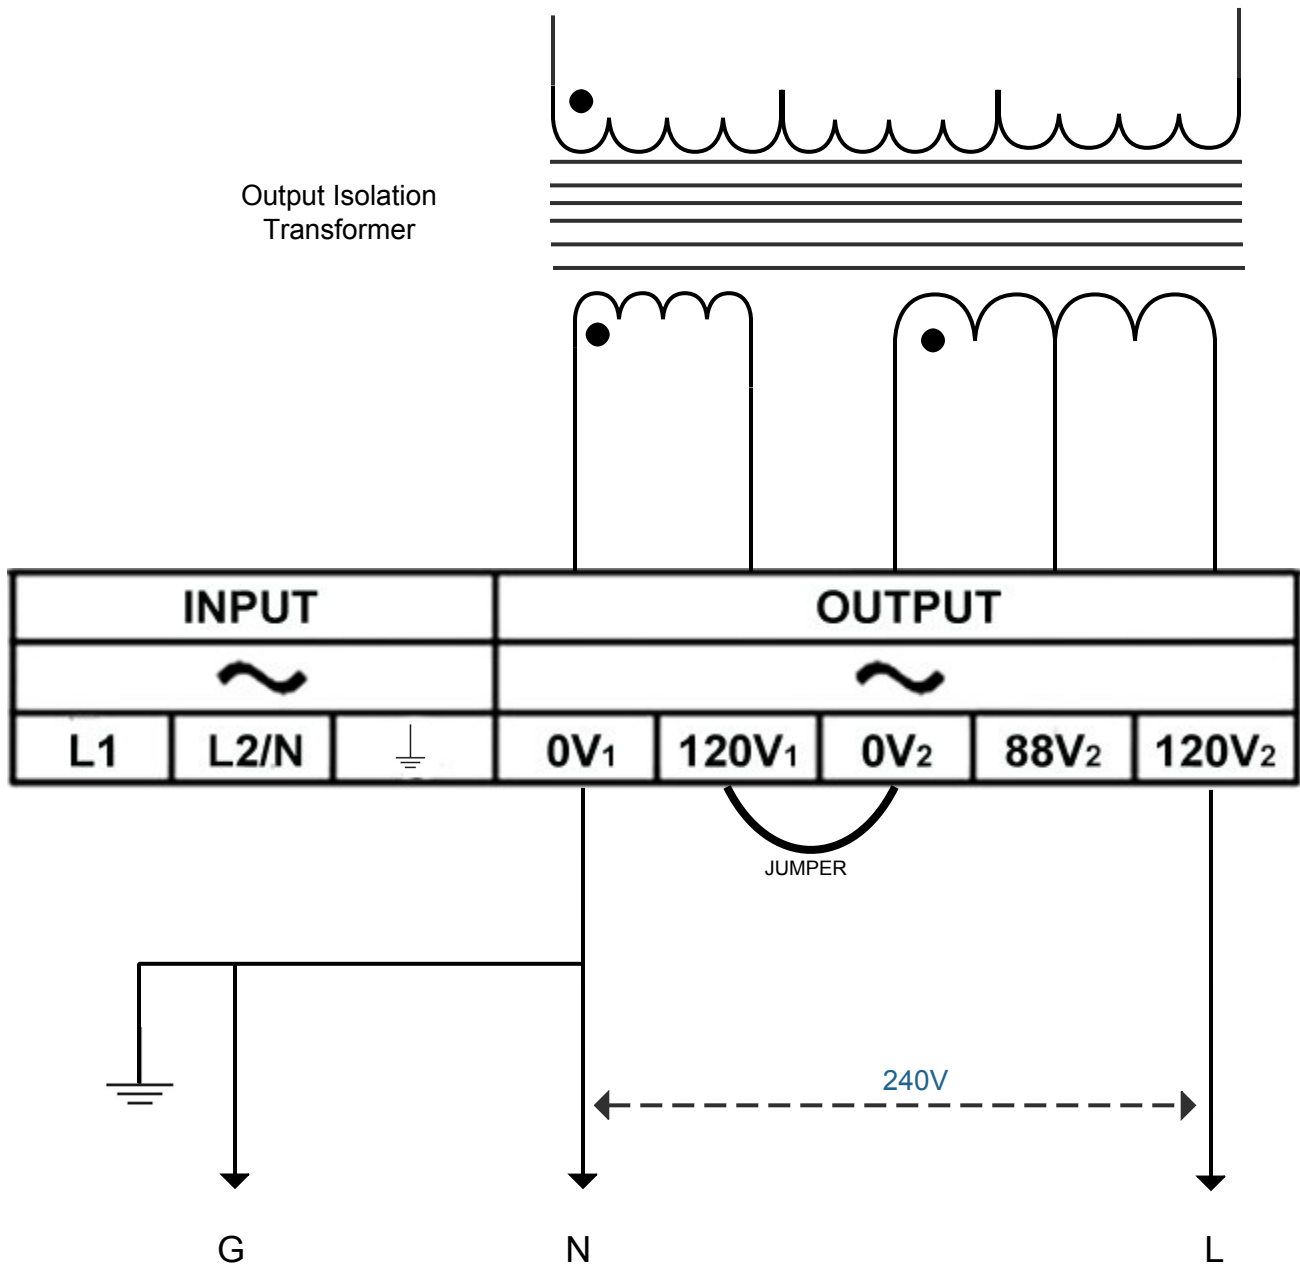 Output Isolation
Transformer
INPUT OUTPUT
L1 L2/N 0V1 120V1 0V2 88V2 120V2
JUMPER
240V
G N L